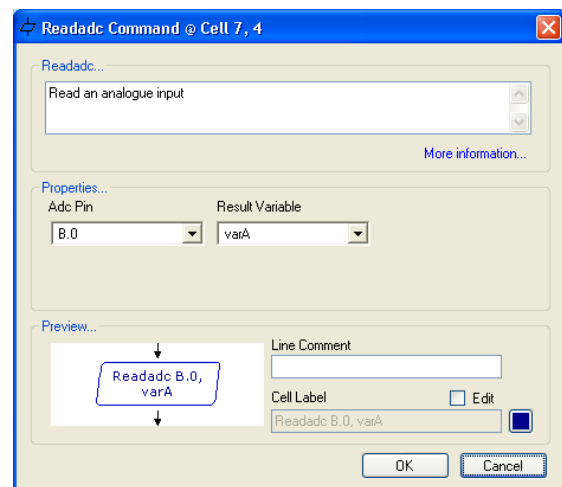 Readadc Command @ Cell 7, 4
Readadc...
Read an analogue input
More information...
Properties...
Adc Pin
Result Variable
B.0
varA
Preview...
Readadc B.0,
varA
Line Comment
Cell Label
Edit
Readadc B.0, varA
OK
Cancel